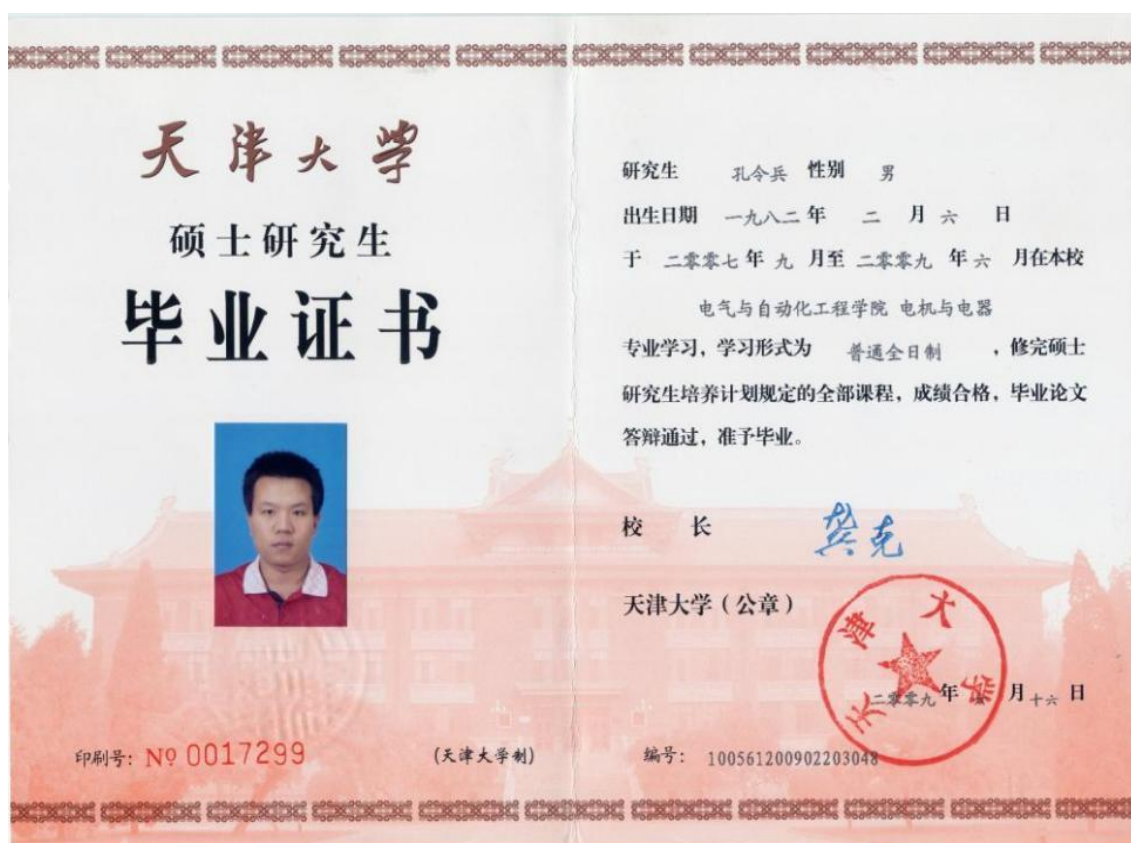 天津大学
硕士研究生
毕业证书
印刷号：№ 0017299
(天津大学制)
研究生 孔令兵 性别 男
出生日期 一九八二 年 二 月 六 日
于 二零零七 年 九 月至 二零零九 年 六 月在本校
电气与自动化工程学院 电机与电器
专业学习，学习形式为 普通全日制 ，修完硕士
研究生培养计划规定的全部课程，成绩合格，毕业论文
答辩通过，准予毕业。
校 长 龚克
天津大学（公章）
天津大学
二零零九 年 月 十六 日
编号： 100561200902203048